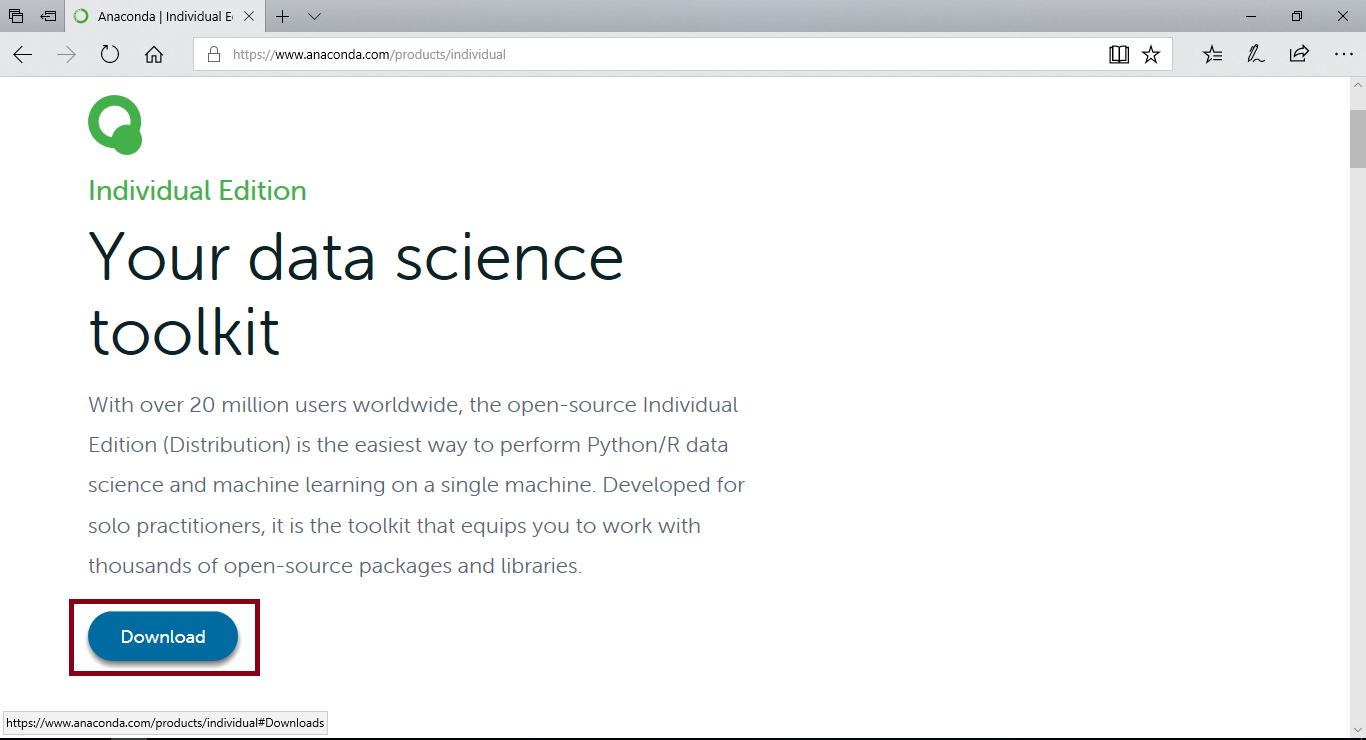 Anaconda | Individual E
https://www.anaconda.com/products/individual
Individual Edition
Your data science
toolkit
With over 20 million users worldwide, the open-source Individual
Edition (Distribution) is the easiest way to perform Python/R data
science and machine learning on a single machine. Developed for
solo practitioners, it is the toolkit that equips you to work with
thousands of open-source packages and libraries.
Download
https://www.anaconda.com/products/individual#Downloads